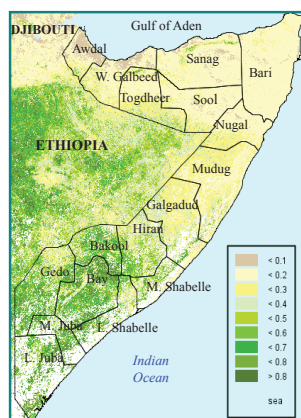 Gulf of Aden
DJIBOUTI
Awdal
Sanag
W. Galbeed
Bari
Togdheer
Sool
Nugal
ETHIOPIA
Mudug
Galgadud
Hiran
Bakool
Gedo
Bay
M. Shabelle
M. Juba
L. Shabelle
L. Juba
Indian
Ocean
< 0.1
< 0.2
< 0.3
< 0.4
< 0.5
< 0.6
< 0.7
< 0.8
> 0.8
sea